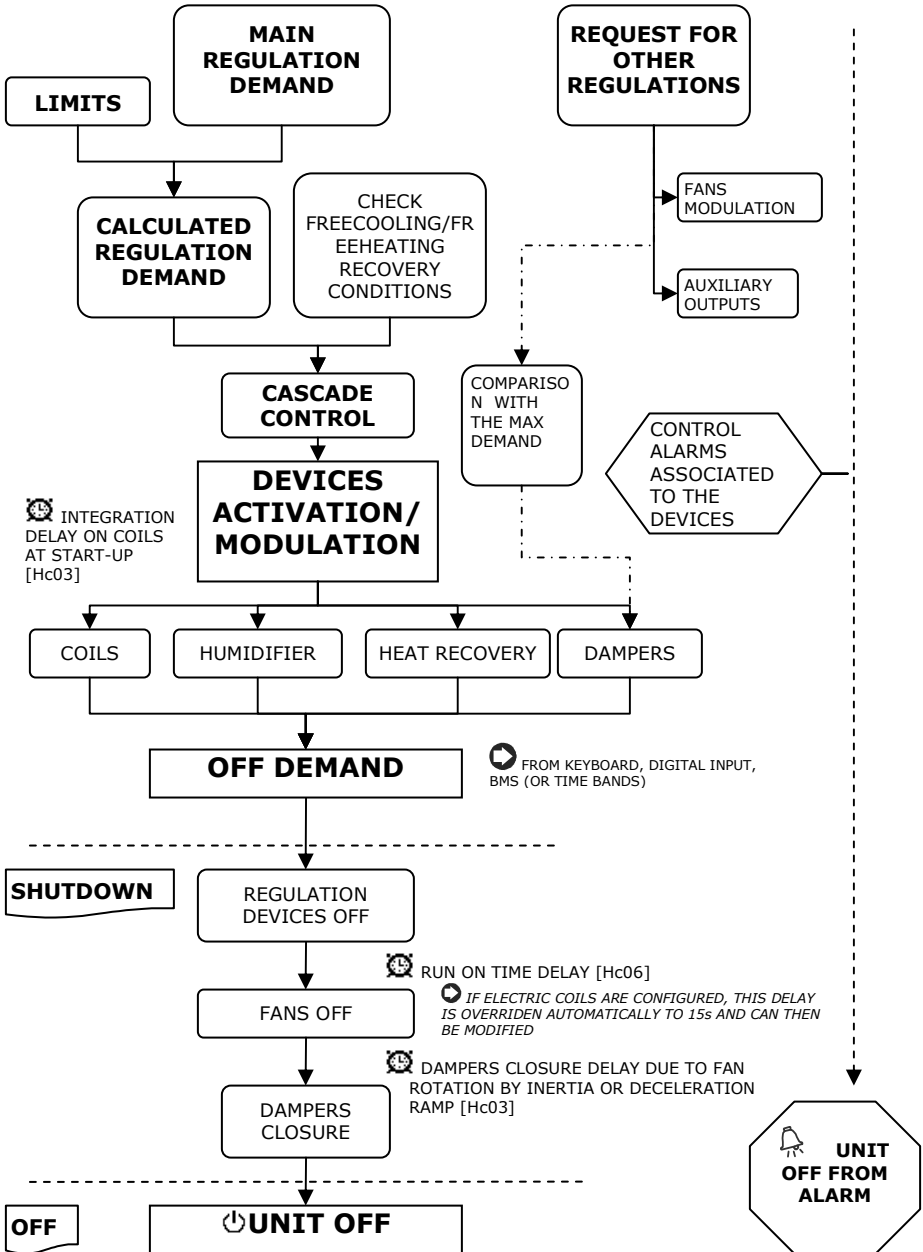 MAIN
REGULATION
DEMAND
REQUEST FOR
OTHER
REGULATIONS
LIMITS
FANS
MODULATION
CALCULATED
REGULATION
DEMAND
CHECK
FREECOOLING/FR
EEHEATING
RECOVERY
CONDITIONS
AUXILIARY
OUTPUTS
CASCADE
CONTROL
COMPARISO
N WITH
THE MAX
DEMAND
CONTROL
ALARMS
ASSOCIATED
TO THE
DEVICES
DEVICES
ACTIVATION/
MODULATION
INTEGRATION
DELAY ON COILS
AT START-UP
[Hc03]
COILS
HUMIDIFIER
HEAT RECOVERY
DAMPERS
OFF DEMAND
FROM KEYBOARD, DIGITAL INPUT,
BMS (OR TIME BANDS)
SHUTDOWN
REGULATION
DEVICES OFF
RUN ON TIME DELAY [Hc06]
IF ELECTRIC COILS ARE CONFIGURED, THIS DELAY
IS OVERRIDEN AUTOMATICALLY TO 15s AND CAN THEN
BE MODIFIED
FANS OFF
DAMPERS CLOSURE DELAY DUE TO FAN
ROTATION BY INERTIA OR DECELERATION
RAMP [Hc03]
DAMPERS
CLOSURE
UNIT
OFF FROM
ALARM
OFF
UNIT OFF